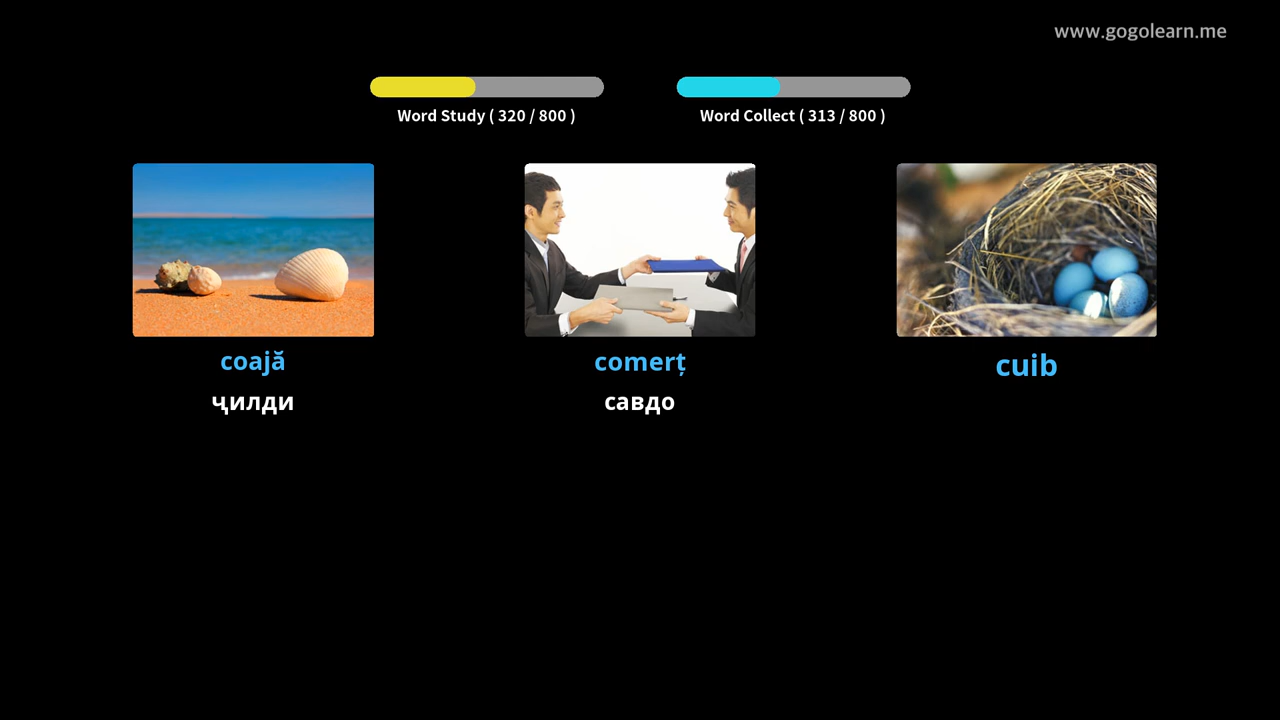 www.gogolearn.me
Word Study ( 320 / 800 )
Word Collect ( 313 / 800 )
coajă
comerț
cuib
ҷилди
савдо